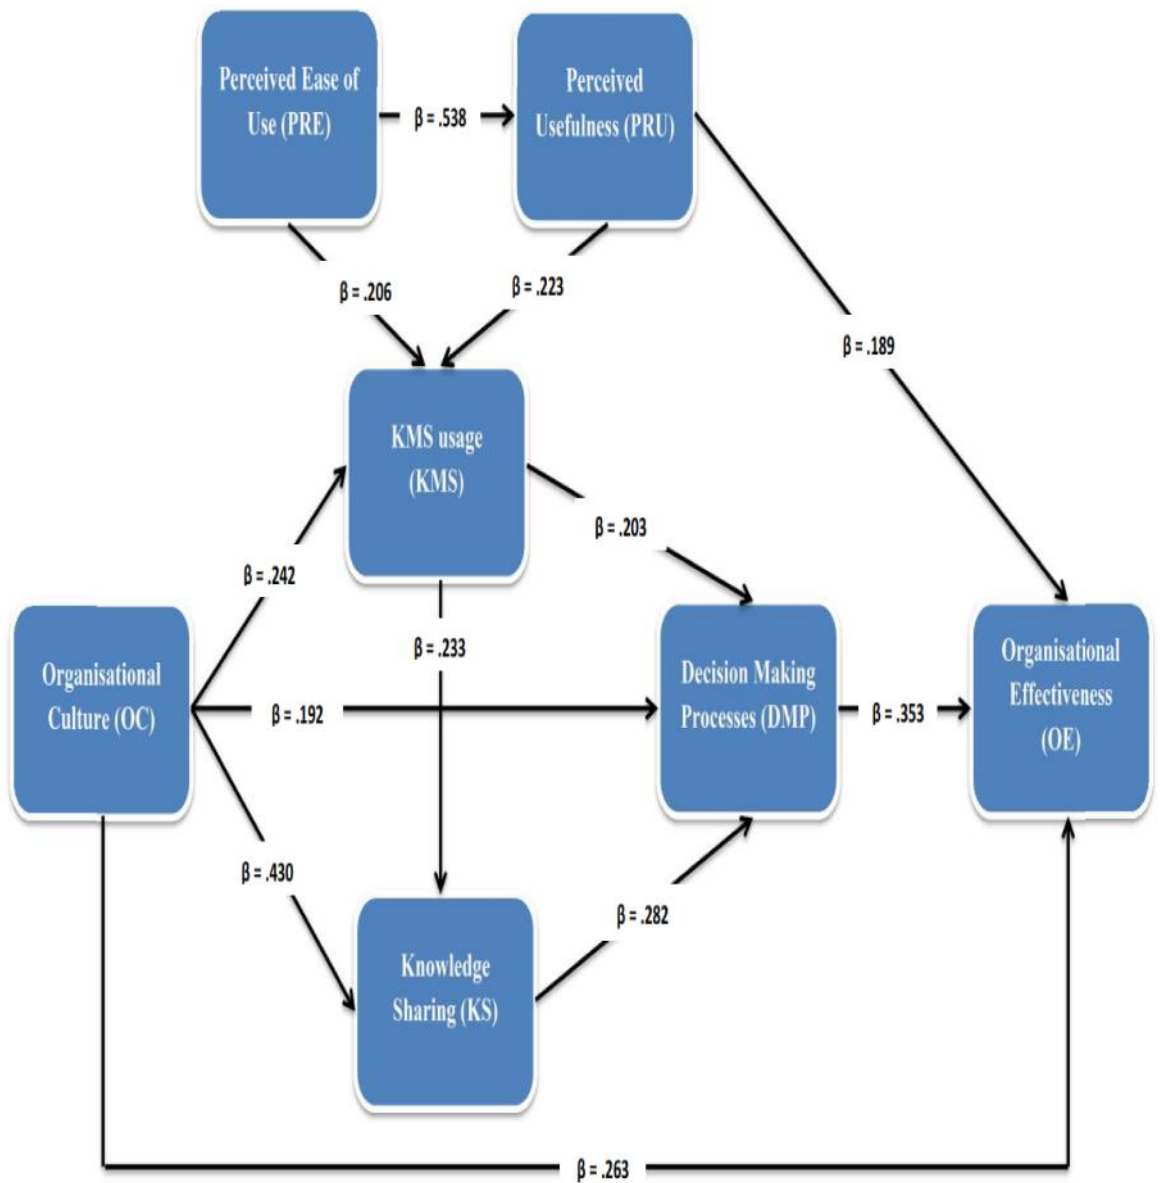 Perceived Ease of
Use (PRE)
β = .538
Perceived
Usefulness (PRU)
β = .206
β = .223
β = .189
KMS usage
(KMS)
β = .203
β = .242
β = .233
Organisational
Culture (OC)
β = .192
Decision Making
Processes (DMP)
β = .353
Organisational
Effectiveness
(OE)
β = .430
β = .282
Knowledge
Sharing (KS)
β = .263